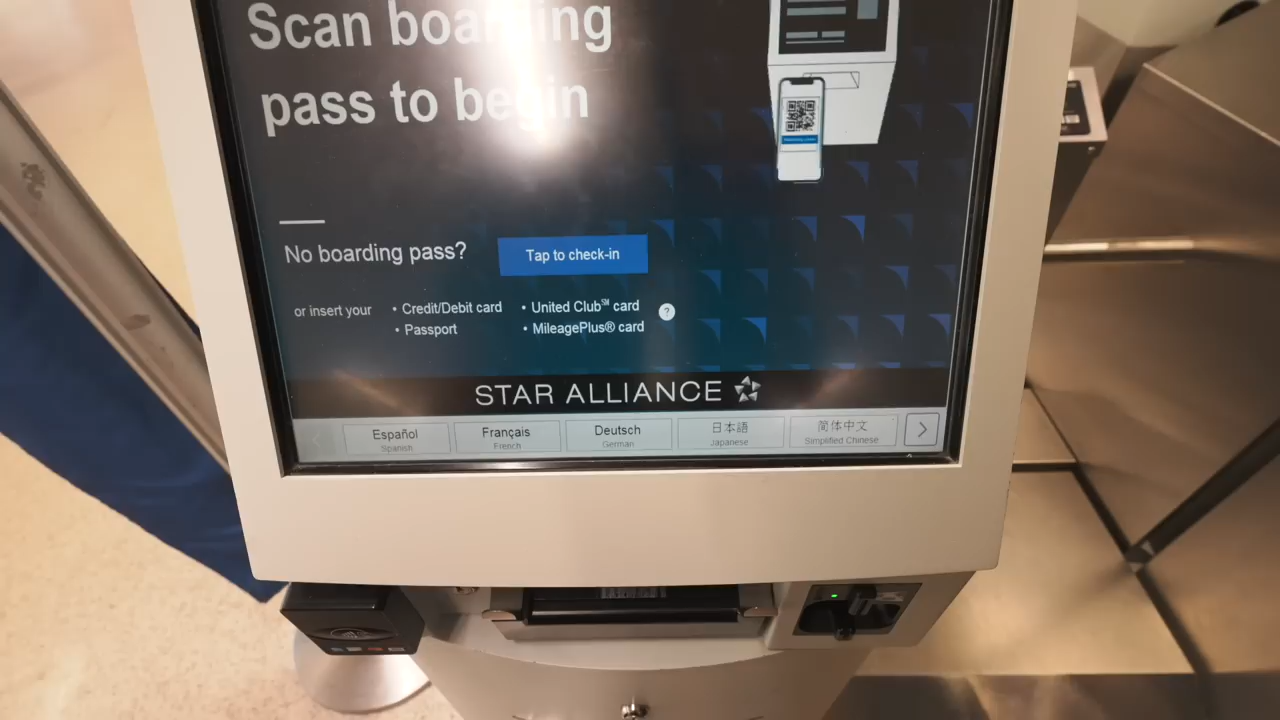 Scan boarding
pass to begin
No boarding pass?
Tap to check-in
or insert your
• Credit/Debit card
• Passport
• United Club℠ card
• MileagePlus® card
?
STAR ALLIANCE
Español
Spanish
Français
French
Deutsch
German
日本語
Japanese
简体中文
Simplified Chinese